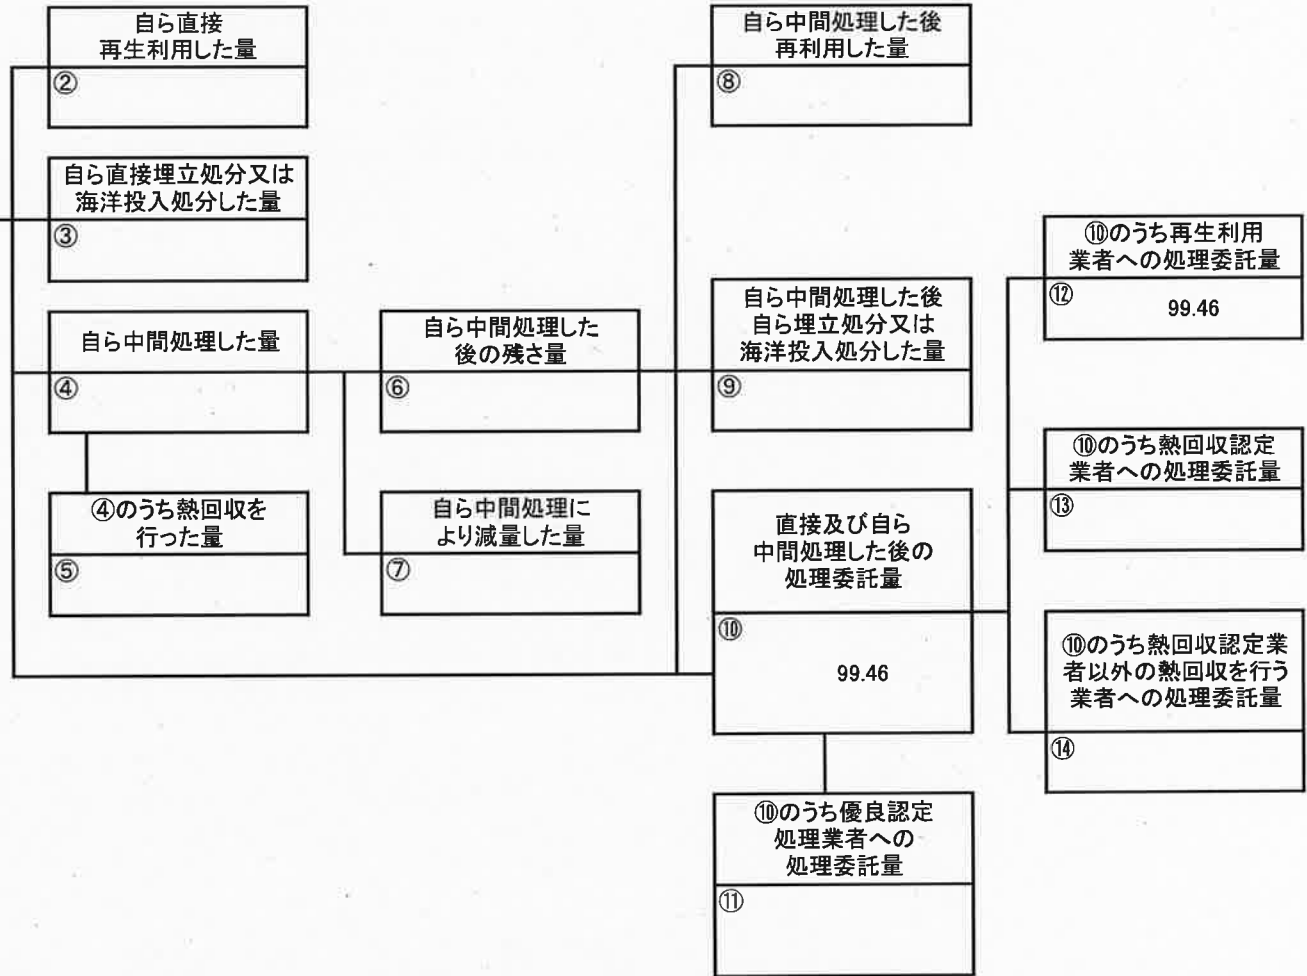 自ら直接
再生利用した量
②
自ら直接埋立処分又は
海洋投入処分した量
③
自ら中間処理した量
④
④のうち熱回収を
行った量
⑤
自ら中間処理した
後の残さ量
⑥
自ら中間処理に
より減量した量
⑦
自ら中間処理した後
再利用した量
⑧
自ら中間処理した後
自ら埋立処分又は
海洋投入処分した量
⑨
直接及び自ら
中間処理した後の
処理委託量
⑩
99.46
⑩のうち優良認定
処理業者への
処理委託量
⑪
⑩のうち再生利用
業者への処理委託量
⑫
99.46
⑩のうち熱回収認定
業者への処理委託量
⑬
⑩のうち熱回収認定業
者以外の熱回収を行う
業者への処理委託量
⑭